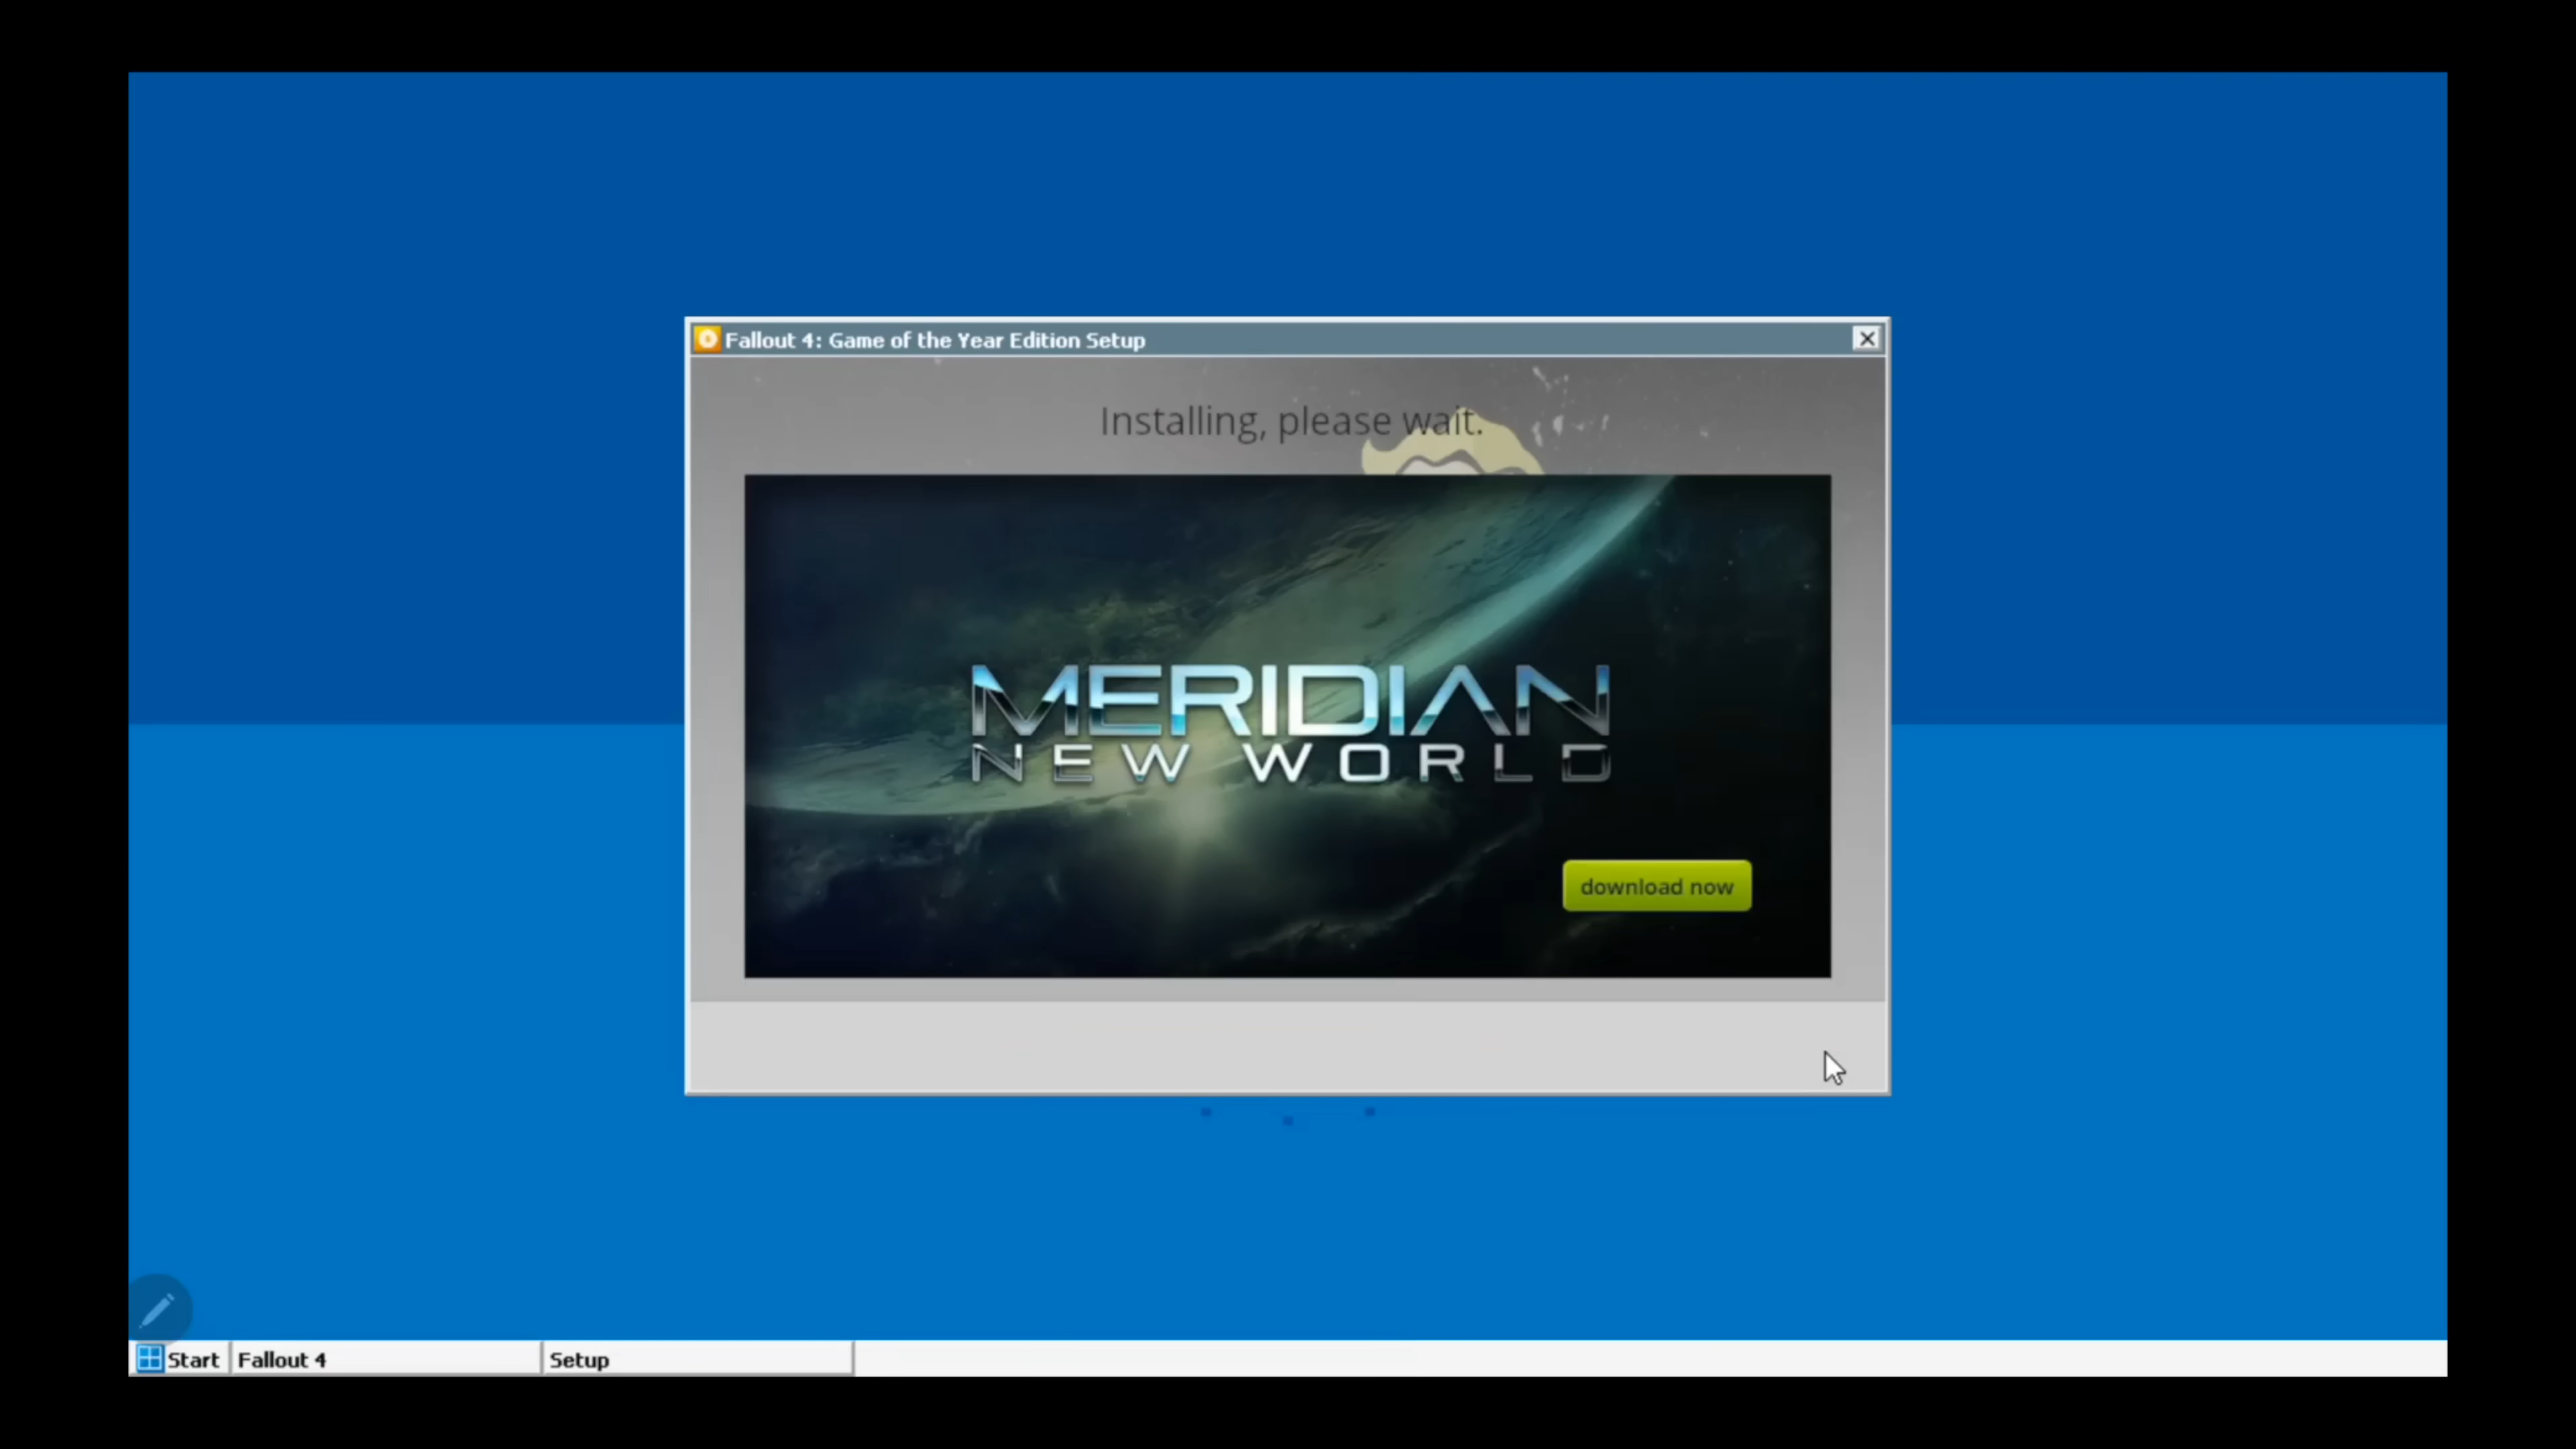 Fallout 4: Game of the Year Edition Setup
Installing, please wait.
MERIDIAN
NEW WORLD
download now
Start
Fallout 4
Setup